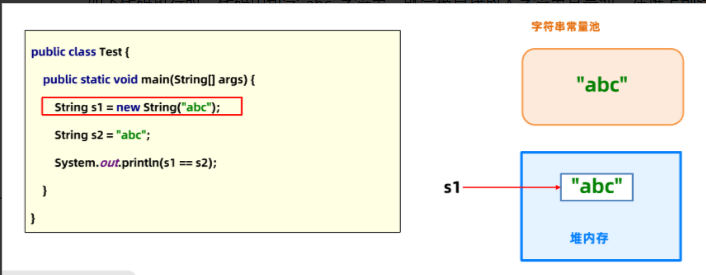 public class Test {
public static void main(String[] args) {
String s1 = new String("abc");
String s2 = "abc";
System.out.println(s1 == s2);
}
}
字符串常量池
"abc"
s1
"abc"
堆内存